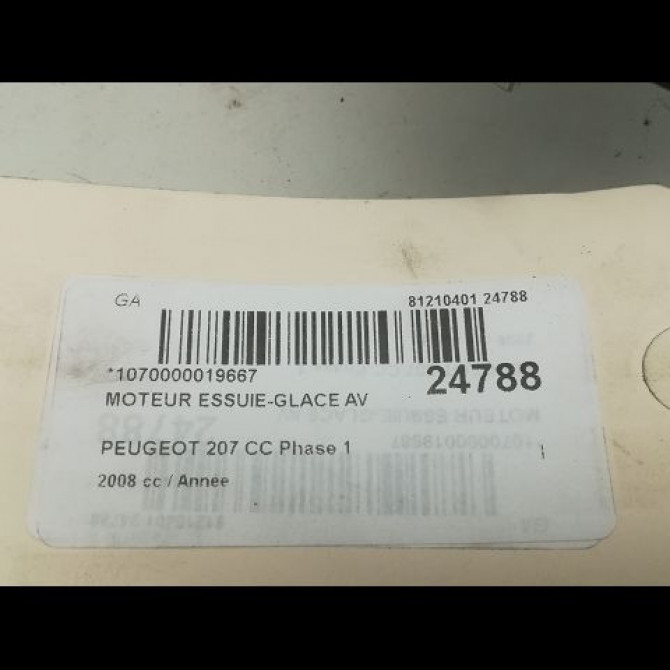 GA 81210401 24788
*1070000019667 24788
MOTEUR ESSUIE-GLACE AV
PEUGEOT 207 CC Phase 1
2008 cc / Annee